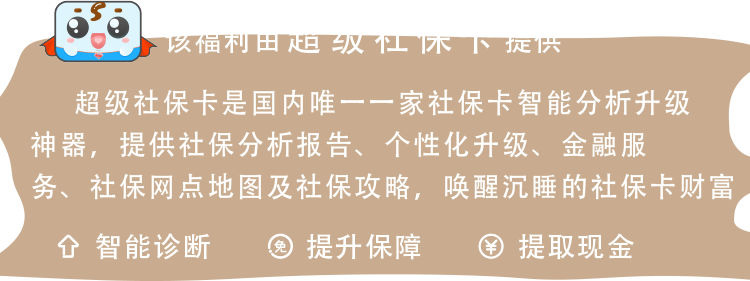 该福利由超级社保卡提供
超级社保卡是国内唯一一家社保卡智能分析升级
神器，提供社保分析报告、个性化升级、金融服
务、社保网点地图及社保攻略，唤醒沉睡的社保卡财富
智能诊断 免 提升保障 ¥ 提取现金